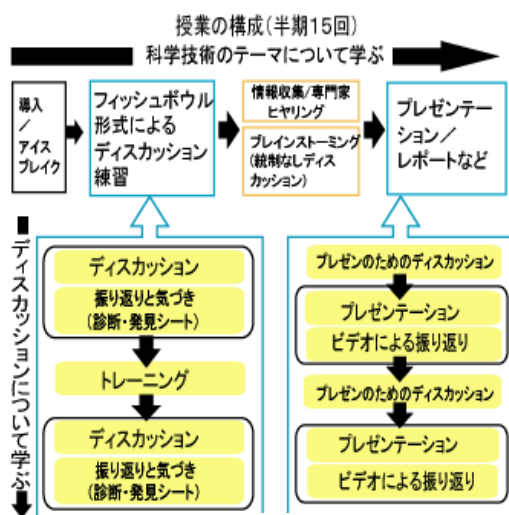 授業の構成(半期15回)
科学技術のテーマについて学ぶ
導入
／
アイス
ブレイク
フィッシュボウル
形式による
ディスカッション
練習
情報収集/専門家
ヒヤリング
ブレインストーミング
(統制なしディス
カッション)
プレゼンテー
ション／
レポートなど
ディスカッションについて学ぶ
ディスカッション
振り返りと気づき
(診断・発見シート)
トレーニング
ディスカッション
振り返りと気づき
(診断・発見シート)
プレゼンのためのディスカッション
プレゼンテーション
ビデオによる振り返り
プレゼンのためのディスカッション
プレゼンテーション
ビデオによる振り返り